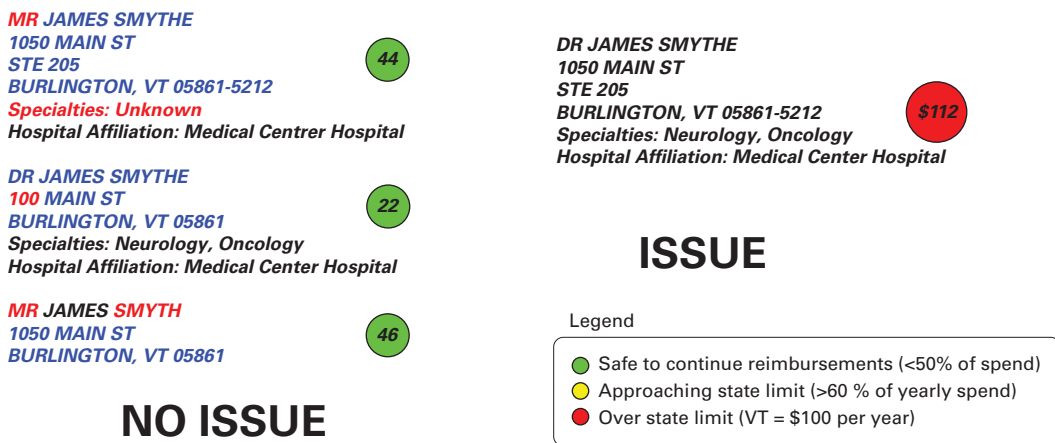 MR JAMES SMYTHE
1050 MAIN ST
STE 205
BURLINGTON, VT 05861-5212
Specialties: Unknown
Hospital Affiliation: Medical Centrer Hospital
44
DR JAMES SMYTHE
100 MAIN ST
BURLINGTON, VT 05861
Specialties: Neurology, Oncology
Hospital Affiliation: Medical Center Hospital
22
MR JAMES SMYTH
1050 MAIN ST
BURLINGTON, VT 05861
46
NO ISSUE
DR JAMES SMYTHE
1050 MAIN ST
STE 205
BURLINGTON, VT 05861-5212
Specialties: Neurology, Oncology
Hospital Affiliation: Medical Center Hospital
$112
ISSUE
Legend
Safe to continue reimbursements (<50% of spend)
Approaching state limit (>60 % of yearly spend)
Over state limit (VT = $100 per year)